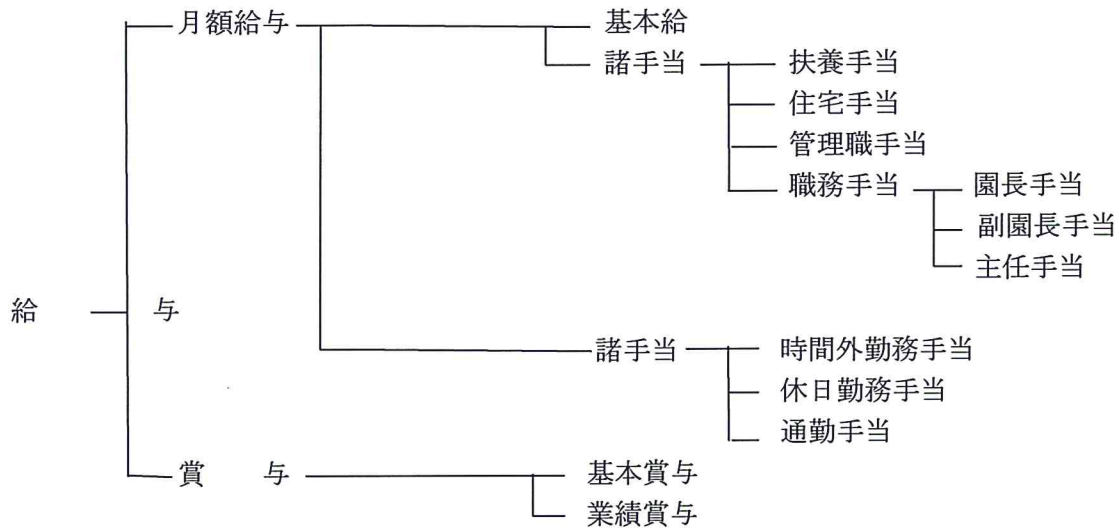 月額給与 基本給
諸手当 扶養手当
住宅手当
管理職手当
職務手当 園長手当
副園長手当
主任手当
給 与
諸手当 時間外勤務手当
休日勤務手当
通勤手当
賞 与 基本賞与
業績賞与